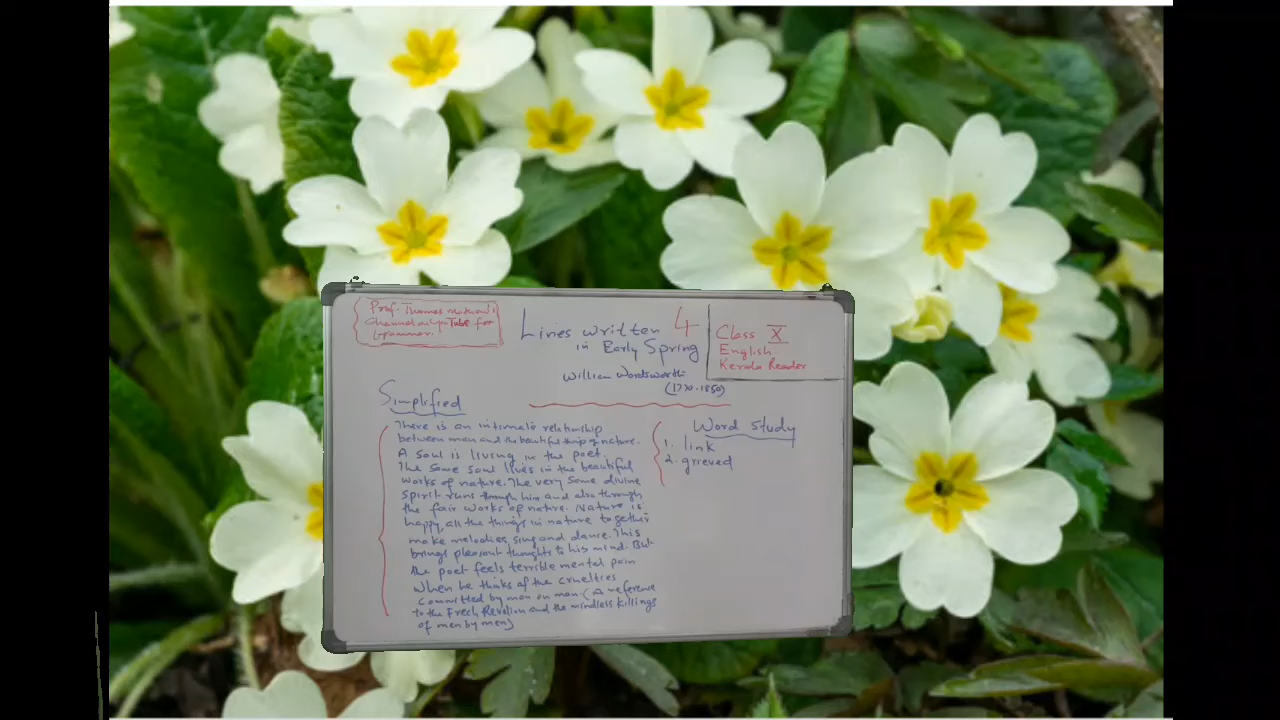 Prof. Thomas Mathew's
Channel on YouTube for
Grammar.
Lines written 4
in Early Spring
William Wordsworth
(1770-1850)
Class X
English
Kerala Reader
Simplified
There is an intimate relationship
between man and the beautiful things of nature.
A soul is living in the poet.
The same soul lives in the beautiful
works of nature. The very same divine
spirit runs through him and also through
the fair works of nature. Nature is
happy, all the things in nature together
make melodies, sing and dance. This
brings pleasant thoughts to his mind. But
the poet feels terrible mental pain
when he thinks of the cruelties
committed by man on man. (A reference
to the Frech Revolution and the mindless killings
of men by men)
Word study
1. link
2. grieved